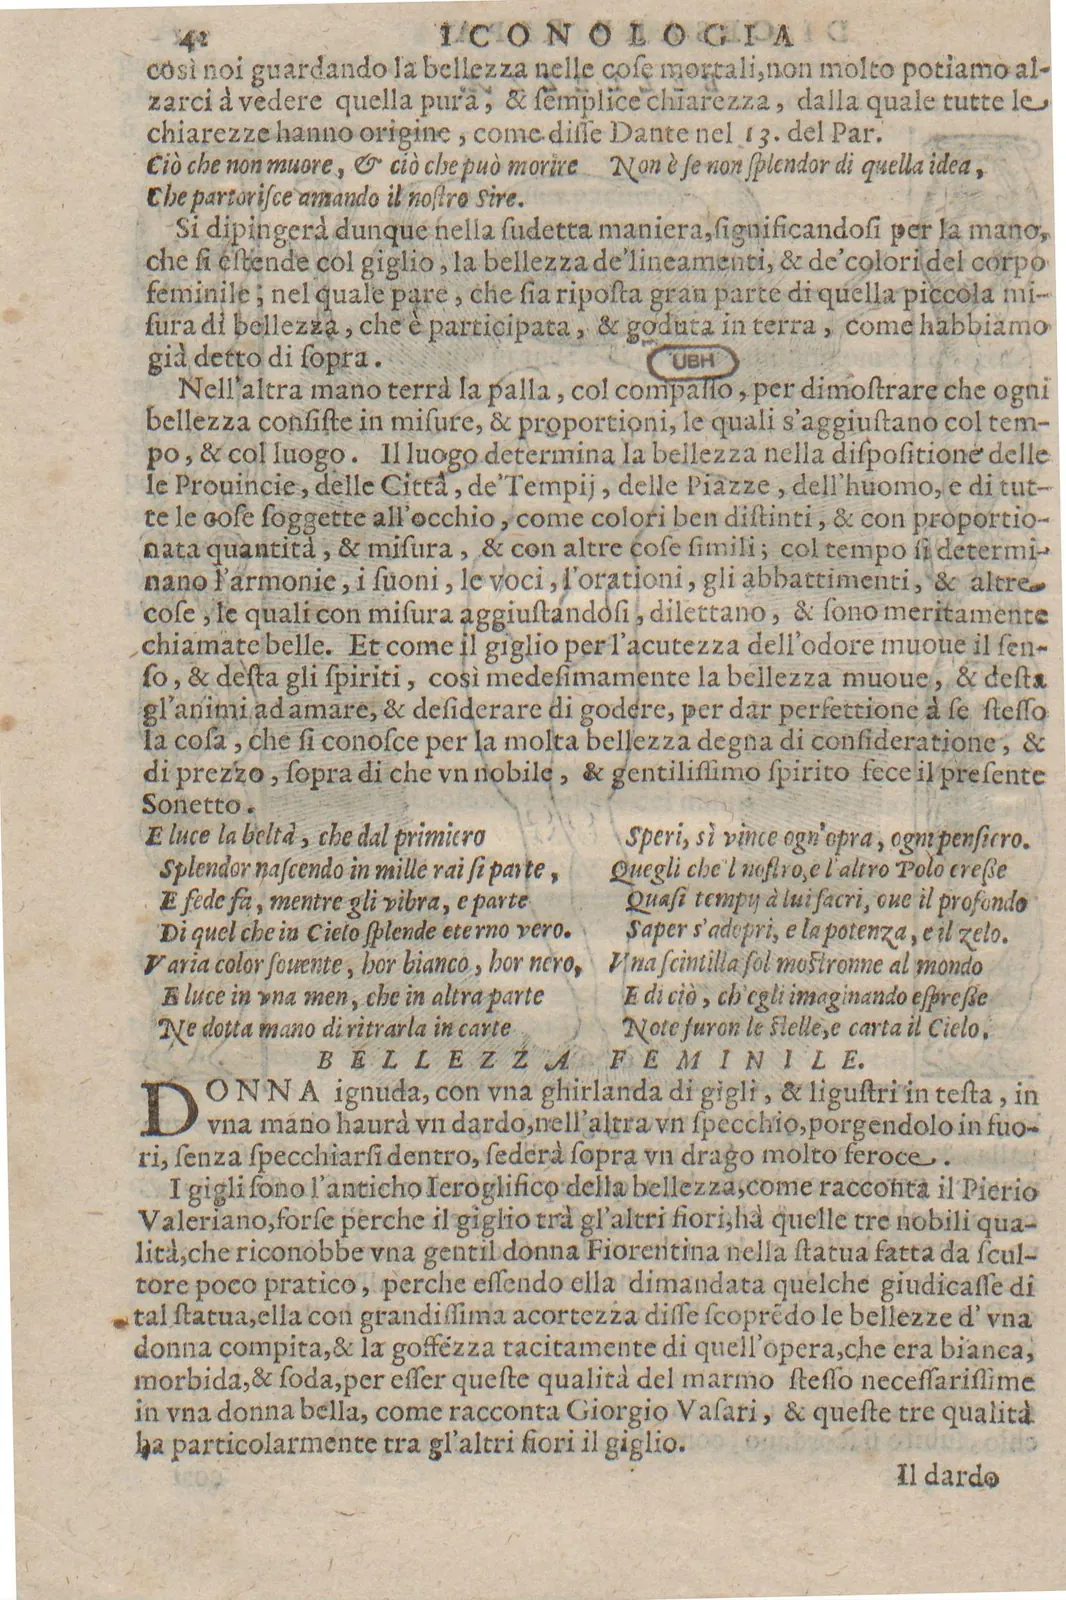 42 ICONOLOGIA
così noi guardando la bellezza nelle coſe mortali, non molto potiamo al-
zarci à vedere quella pura, & ſemplice chiarezza, dalla quale tutte le
chiarezze hanno origine, come diſſe Dante nel 13. del Par.
Ciò che non muore, & ciò che può morire Non è ſe non ſplendor di quella idea,
Che partoriſce amando il noſtro Sire.
Si dipingerà dunque nella ſudetta maniera, ſignificandoſi per la mano,
che ſi eſtende col giglio, la bellezza de'lineamenti, & de'colori del corpo
feminile; nel quale pare, che ſia ripoſta gran parte di quella piccola mi-
ſura di bellezza, che è participata, & goduta in terra, come habbiamo
già detto di ſopra.
UBH
Nell'altra mano terrà la palla, col compaſſo, per dimoſtrare che ogni
bellezza conſiſte in miſure, & proportioni, le quali s'aggiuſtano col tem-
po, & col luogo. Il luogo determina la bellezza nella diſpoſitione delle
le Prouincie, delle Città, de'Tempij, delle Piazze, dell'huomo, e di tut-
te le coſe ſoggette all'occhio, come colori ben diſtinti, & con proportio-
nata quantità, & miſura, & con altre coſe ſimili; col tempo ſi determi-
nano l'armonie, i ſuoni, le voci, l'orationi, gli abbattimenti, & altre
coſe, le quali con miſura aggiuſtandoſi, dilettano, & ſono meritamente
chiamate belle. Et come il giglio per l'acutezza dell'odore muoue il ſen-
ſo, & deſta gli ſpiriti, così medeſimamente la bellezza muoue, & deſta
gl'animi ad amare, & deſiderare di godere, per dar perfettione à ſe ſteſſo
la coſa, che ſi conoſce per la molta bellezza degna di conſideratione, &
di prezzo, ſopra di che vn nobile, & gentiliſſimo ſpirito fece il preſente
Sonetto.
E luce la beltà, che dal primiero
Splendor naſcendo in mille rai ſi parte,
E fede fà, mentre gli vibra, e parte
Di quel che in Cielo ſplende eterno vero.
Varia color ſouente, hor bianco, hor nero,
E luce in vna men, che in altra parte
Ne dotta mano di ritrarla in carte
Speri, sì vince ogn'opra, ogni penſiero.
Quegli che'l noſtro, e l'altro Polo creſſe
Quaſi tempij à lui ſacri, oue il profondo
Saper s'adopri, e la potenza, e il zelo.
Vna ſcintilla ſol moſtronne al mondo
E di ciò, ch'egli imaginando eſpreſſe
Note furon le ſtelle, e carta il Cielo.
BELLEZZA FEMINILE.
DONNA ignuda, con vna ghirlanda di gigli, & liguſtri in teſta, in
vna mano haurà vn dardo, nell'altra vn ſpecchio, porgendolo in fuo-
ri, ſenza ſpecchiarſi dentro, ſederà ſopra vn drago molto feroce.
I gigli ſono l'anticho Ieroglifico della bellezza, come racconta il Pierio
Valeriano, forſe perche il giglio trà gl'altri fiori, hà quelle tre nobili qua-
lità, che riconobbe vna gentil donna Fiorentina nella ſtatua fatta da ſcul-
tore poco pratico, perche eſſendo ella dimandata quelche giudicaſſe di
tal ſtatua, ella con grandiſſima acortezza diſſe ſcoprẽdo le bellezze d'vna
donna compita, & la goffezza tacitamente di quell'opera, che era bianca,
morbida, & ſoda, per eſſer queſte qualità del marmo ſteſſo neceſſariſſime
in vna donna bella, come racconta Giorgio Vaſari, & queſte tre qualità
ha particolarmente tra gl'altri fiori il giglio.
Il dardo